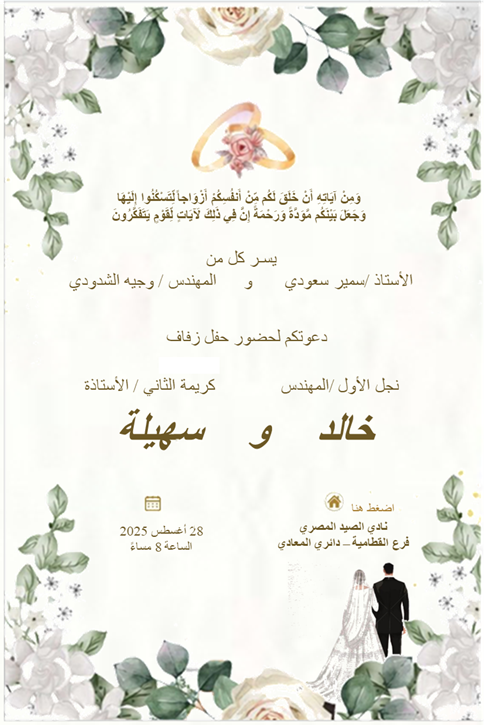 وَمِنْ آيَاتِهِ أَنْ خَلَقَ لَكُم مِّنْ أَنفُسِكُمْ أَزْوَاجاً لِّتَسْكُنُوا إِلَيْهَا
وَجَعَلَ بَيْنَكُم مَّوَدَّةً وَرَحْمَةً إِنَّ فِي ذَلِكَ لَآيَاتٍ لِّقَوْمٍ يَتَفَكَّرُونَ
يسر كل من
الأستاذ /سمير سعودي و المهندس / وجيه الشدودي
دعوتكم لحضور حفل زفاف
نجل الأول /المهندس كريمة الثاني / الأستاذة
خالد و سهيلة
اضغط هنا
نادي الصيد المصري
فرع القطامية – دائري المعادي
28 أغسطس 2025
الساعة 8 مساءً